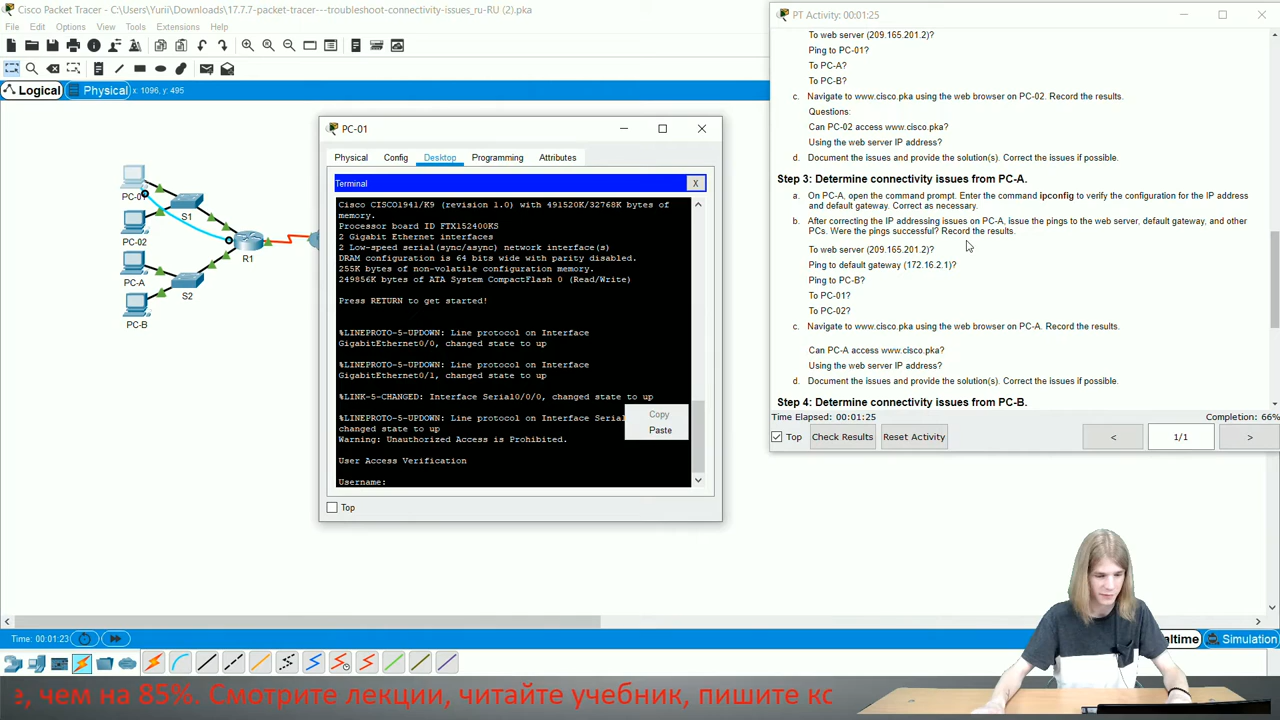 Cisco Packet Tracer - C:\Users\Yurii\Downloads\17.7.7-packet-tracer---troubleshoot-connectivity-issues_ru-RU (2).pka
File Edit Options View Tools Extensions Help
Logical Physical x: 1096, y: 495
PC-01
S1
PC-02
R1
PC-A
S2
PC-B
PC-01
Physical Config Desktop Programming Attributes
Terminal X
Cisco CISCO1941/K9 (revision 1.0) with 491520K/32768K bytes of
memory.
Processor board ID FTX152400KS
2 Gigabit Ethernet interfaces
2 Low-speed serial(sync/async) network interface(s)
DRAM configuration is 64 bits wide with parity disabled.
255K bytes of non-volatile configuration memory.
249856K bytes of ATA System CompactFlash 0 (Read/Write)
Press RETURN to get started!
%LINEPROTO-5-UPDOWN: Line protocol on Interface
GigabitEthernet0/0, changed state to up
%LINEPROTO-5-UPDOWN: Line protocol on Interface
GigabitEthernet0/1, changed state to up
%LINK-5-CHANGED: Interface Serial0/0/0, changed state to up
%LINEPROTO-5-UPDOWN: Line protocol on Interface
changed state to up
Warning: Unauthorized Access is Prohibited.
User Access Verification
Username:
Copy
Paste
Top
PT Activity: 00:01:25
To web server (209.165.201.2)?
Ping to PC-01?
To PC-A?
To PC-B?
c. Navigate to www.cisco.pka using the web browser on PC-02. Record the results.
Questions:
Can PC-02 access www.cisco.pka?
Using the web server IP address?
d. Document the issues and provide the solution(s). Correct the issues if possible.
Step 3: Determine connectivity issues from PC-A.
a. On PC-A, open the command prompt. Enter the command ipconfig to verify the configuration for the IP address
and default gateway. Correct as necessary.
b. After correcting the IP addressing issues on PC-A, issue the pings to the web server, default gateway, and other
PCs. Were the pings successful? Record the results.
To web server (209.165.201.2)?
Ping to default gateway (172.16.2.1)?
Ping to PC-B?
To PC-01?
To PC-02?
c. Navigate to www.cisco.pka using the web browser on PC-A. Record the results.
Can PC-A access www.cisco.pka?
Using the web server IP address?
d. Document the issues and provide the solution(s). Correct the issues if possible.
Step 4: Determine connectivity issues from PC-B.
Time Elapsed: 00:01:25 Completion: 66%
Top Check Results Reset Activity < 1/1 >
Time: 00:01:23
Simulation
чем на 85%. Смотрите лекции, читайте учебник, пишите